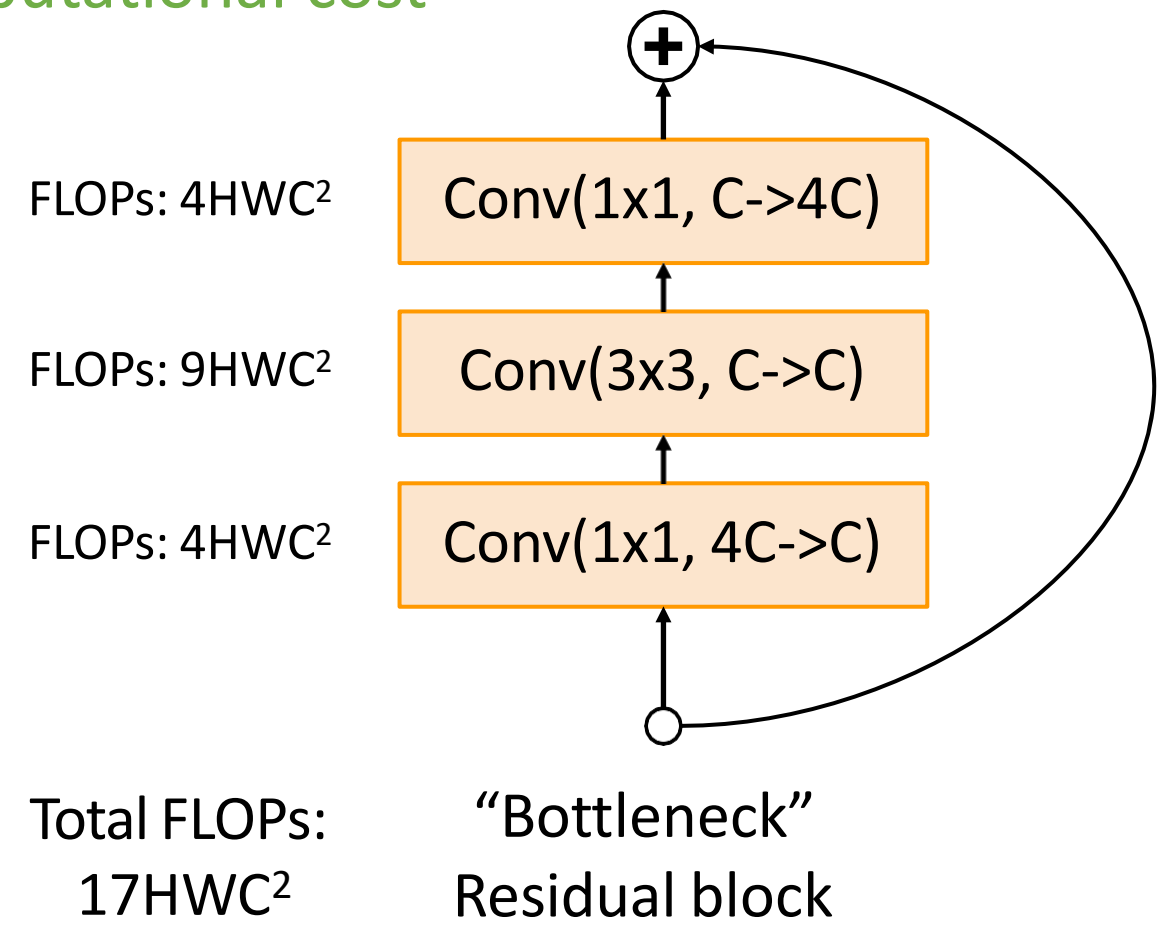 FLOPs: 4HWC²
Conv(1x1, C->4C)
FLOPs: 9HWC²
Conv(3x3, C->C)
FLOPs: 4HWC²
Conv(1x1, 4C->C)
Total FLOPs:
17HWC²
“Bottleneck”
Residual block